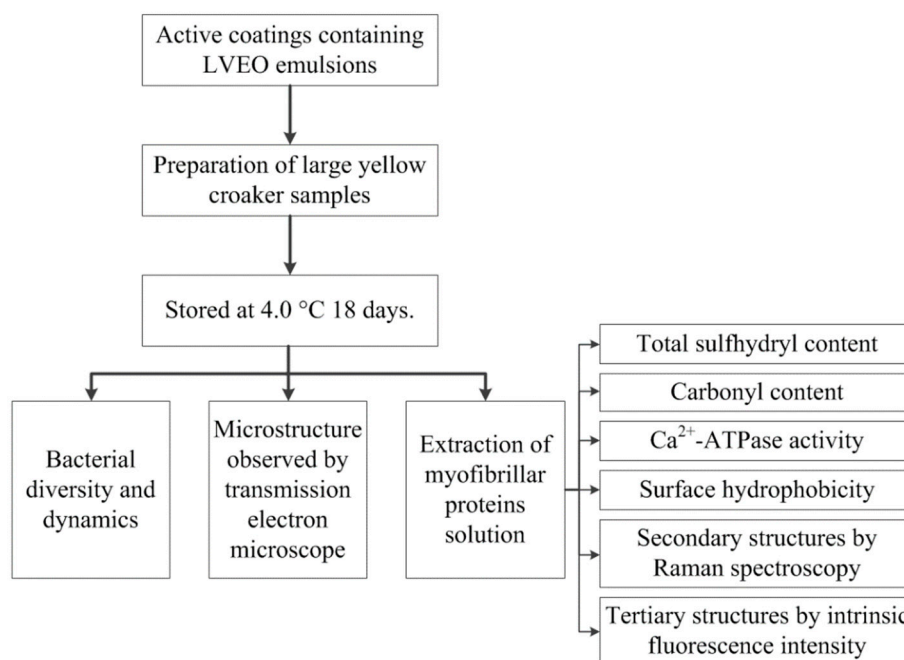 Active coatings containing
LVEO emulsions
Preparation of large yellow
croaker samples
Stored at 4.0 °C 18 days.
Bacterial
diversity and
dynamics
Microstructure
observed by
transmission
electron
microscope
Extraction of
myofibrillar
proteins
solution
Total sulfhydryl content
Carbonyl content
Ca²⁺-ATPase activity
Surface hydrophobicity
Secondary structures by
Raman spectroscopy
Tertiary structures by intrinsic
fluorescence intensity